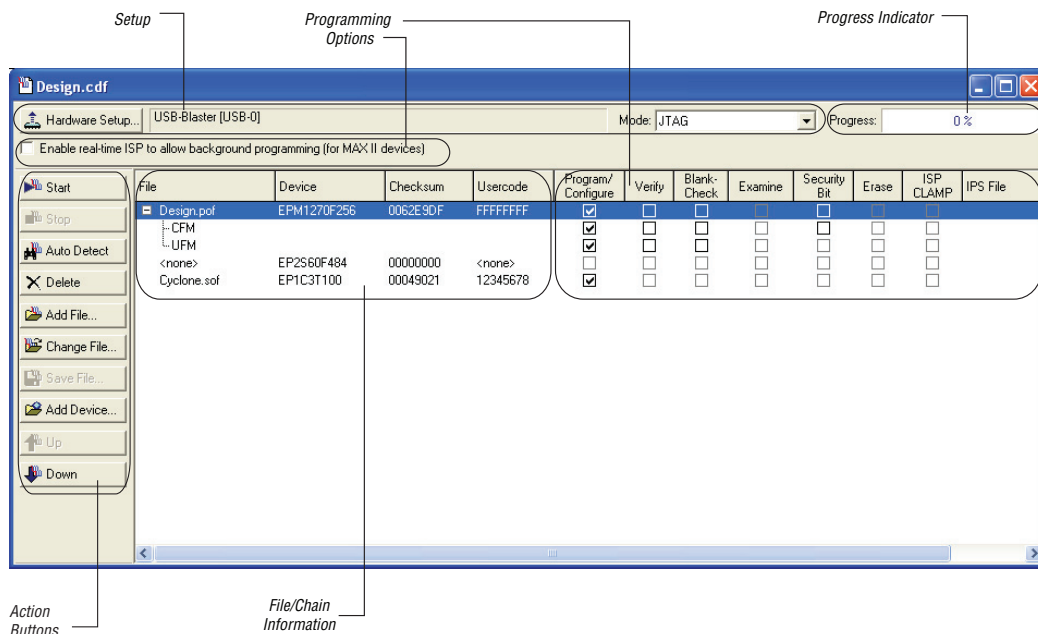 Setup
Programming
Options
Progress Indicator
Design.cdf
Hardware Setup... USB-Blaster [USB-0] Mode: JTAG Progress: 0 %
Enable real-time ISP to allow background programming (for MAX II devices)
Start
Stop
Auto Detect
Delete
Add File...
Change File...
Save File...
Add Device...
Up
Down
File Device Checksum Usercode Program/Configure Verify Blank-Check Examine Security Bit Erase ISP CLAMP IPS File
Design.pof EPM1270F256 0062E9DF FFFFFFFF
CFM
UFM
<none> EP2S60F484 00000000 <none>
Cyclone.sof EP1C3T100 00049021 12345678
Action
Buttons
File/Chain
Information